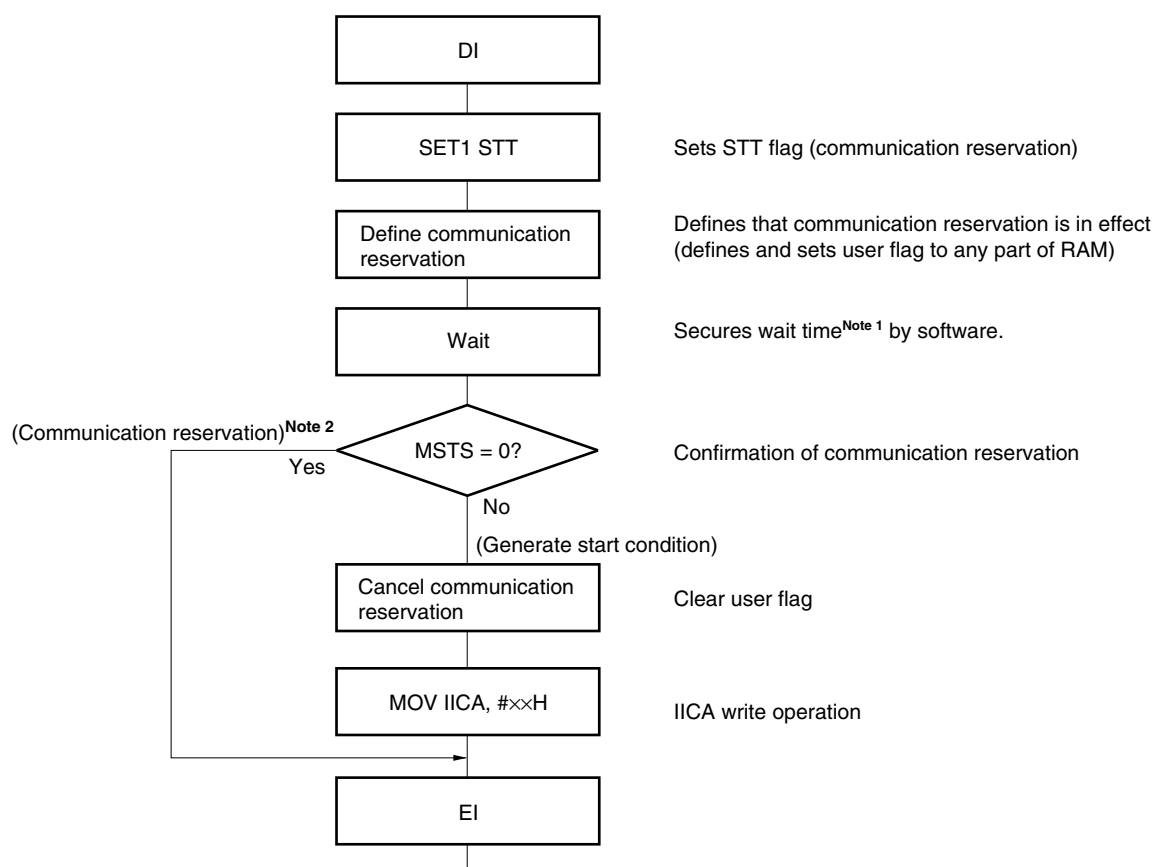 DI
SET1 STT
Sets STT flag (communication reservation)
Define communication
reservation
Defines that communication reservation is in effect
(defines and sets user flag to any part of RAM)
Wait
Secures wait timeNote 1 by software.
(Communication reservation)Note 2
Yes
MSTS = 0?
Confirmation of communication reservation
No
(Generate start condition)
Cancel communication
reservation
Clear user flag
MOV IICA, #××H
IICA write operation
EI